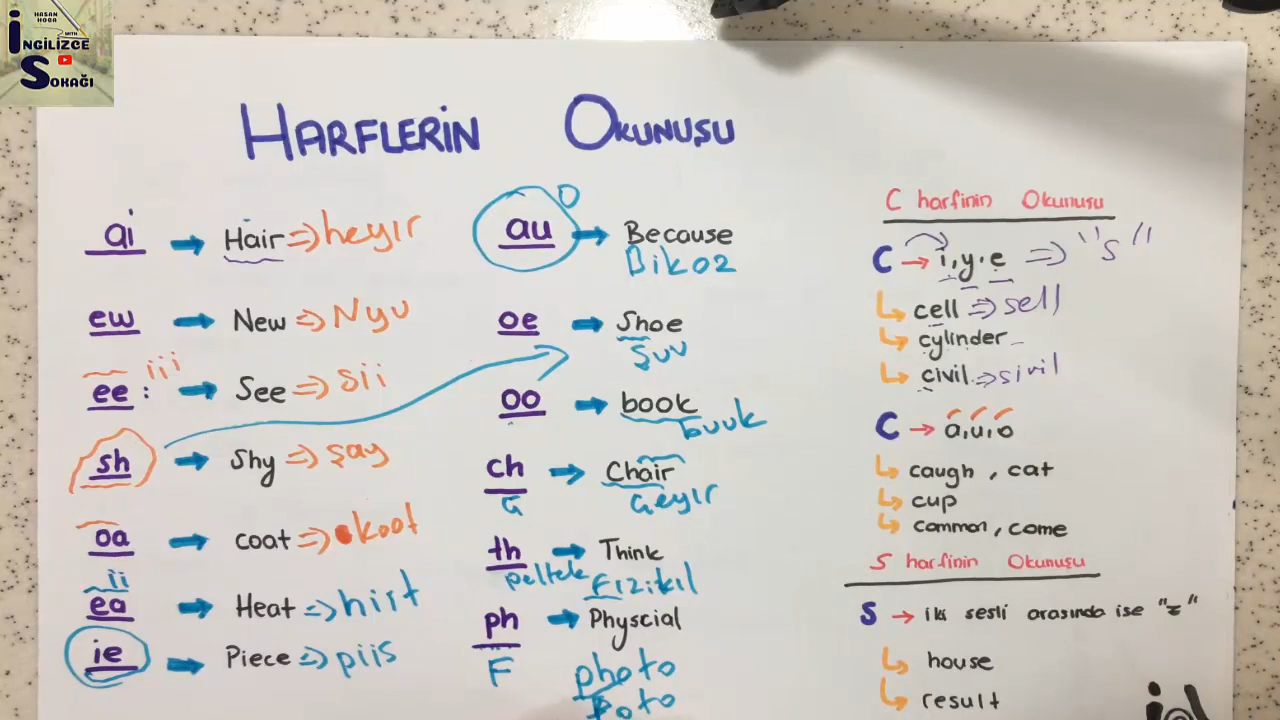 HASAN HOCA
WITH
İNGİLİZCE
SOKAĞI
HARFLERİN OKUNUŞU
ai → Hair ⇒ heyır
ew → New ⇒ Nyu
iii
ee : → See ⇒ sii
sh → Shy ⇒ şay
oa → coat ⇒ koot
ii
ea → Heat ⇒ hiit
ie → Piece ⇒ piis
O
au → Because
Bikoz
oe → Shoe
Şuu
oo → book
buuk
ch → Chair
Ç Çeyır
th → Think
peltek Fızikıl
ph → Physcial
F photo
Foto
C harfinin Okunuşu
C → i,y,e ⇒ "s"
cell ⇒ sell
cylinder
civil ⇒ sivil
C → a,u,o
caugh, cat
cup
common, come
S harfinin Okunuşu
S → iki sesli arasında ise "z"
house
result